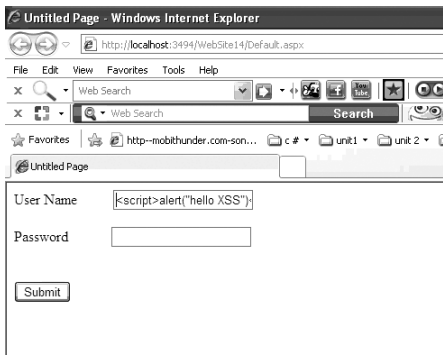 Untitled Page - Windows Internet Explorer
http://localhost:3494/WebSite14/Default.aspx
File Edit View Favorites Tools Help
x Web Search
x Web Search Search
Favorites http--mobithunder.com-son... c # unit1 unit 2
Untitled Page
User Name <script>alert("hello XSS")<
Password
Submit